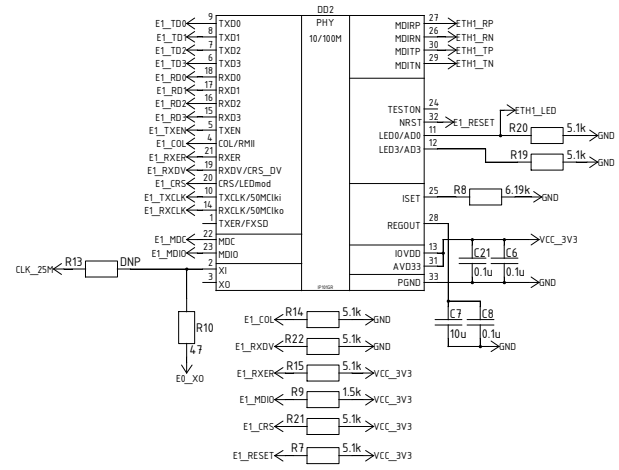 DD2
PHY
10/100M
E1_TD0 9 TXD0
E1_TD1 8 TXD1
E1_TD2 7 TXD2
E1_TD3 6 TXD3
E1_RD0 18 RXD0
E1_RD1 17 RXD1
E1_RD2 16 RXD2
E1_RD3 15 RXD3
E1_TXEN 5 TXEN
E1_COL 4 COL/RMII
E1_RXER 21 RXER
E1_RXDV 19 RXDV/CRS_DV
E1_CRS 20 CRS/LEDmod
E1_TXCLK 10 TXCLK/50MClki
E1_RXCLK 14 RXCLK/50MClko
1 TXER/FXSD
E1_MDC 22 MDC
E1_MDIO 23 MDIO
CLK_25M R13 DNP 2 XI
3 XO
IP101GR
R10
47
E0_XO
MDIRP 27 ETH1_RP
MDIRN 26 ETH1_RN
MDITP 30 ETH1_TP
MDITN 29 ETH1_TN
TESTON 24
ETH1_LED
NRST 32 E1_RESET
LED0/AD0 11 R20 5.1k GND
LED3/AD3 12 R19 5.1k GND
ISET 25 R8 6.19k GND
REGOUT 28
IOVDD 13 VCC_3V3
AVD33 31
C21 0.1u
C6 0.1u
PGND 33 GND
C7 10u
C8 0.1u
GND
E1_COL R14 5.1k GND
E1_RXDV R22 5.1k GND
E1_RXER R15 5.1k VCC_3V3
E1_MDIO R9 1.5k VCC_3V3
E1_CRS R21 5.1k VCC_3V3
E1_RESET R7 5.1k VCC_3V3